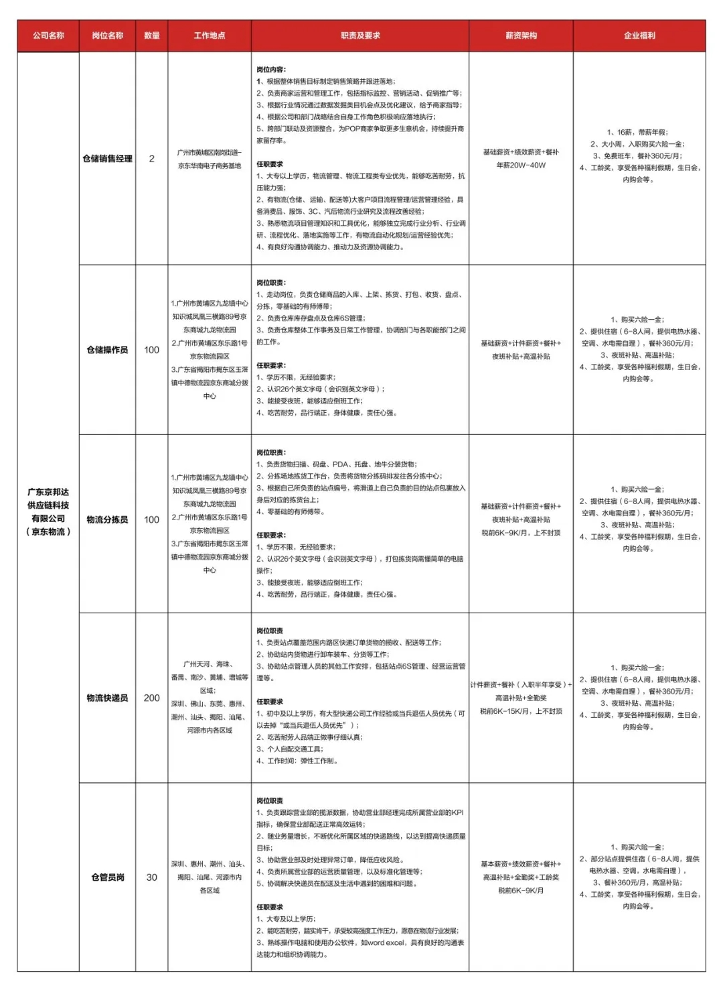 公司名称
岗位名称
数量
工作地点
职责及要求
薪资架构
企业福利
广东京邦达
供应链科技
有限公司
（京东物流）
仓储销售经理
2
广州市黄埔区南岗街道-
京东华南电子商务基地
岗位内容：
1、根据整体销售目标制定销售策略并跟进落地；
2、负责商家运营和管理工作，包括指标监控、营销活动、促销推广等；
3、根据行业情况通过数据发掘类目机会点及优化建议，给予商家指导；
4、根据公司和部门战略结合自身工作角色积极响应落地执行；
5、跨部门联动及资源整合，为POP商家争取更多生意机会，持续提升商
家留存率。
任职要求
1、大专以上学历，物流管理、物流工程类专业优先，能够吃苦耐劳，抗
压能力强；
2、有物流(仓储、运输、配送等)大客户项目流程管理/运营管理经验，具
备消费品、服饰、3C、汽后物流行业研究及流程改善经验；
3、熟悉物流项目管理知识和工具优化，能够独立完成行业分析、行业调
研、流程优化、落地实施等工作，有物流自动化规划/运营经验优先；
4、有良好沟通协调能力、推动力及资源协调能力。
基础薪资+绩效薪资+餐补
年薪20W-40W
1、16薪，带薪年假；
2、大小周，入职购买六险一金；
3、免费班车，餐补360元/月；
4、工龄奖，享受各种福利假期，生日会，
内购会等。
仓储操作员
100
1.广州市黄埔区九龙镇中心
知识城凤凰三横路89号京
东商城九龙物流园
2.广州市黄埔区东乐路1号
京东物流园区
3.广东省揭阳市揭东区玉滘
镇中德物流园京东商城分拨
中心
岗位职责：
1、走动岗位，负责仓储商品的入库、上架、拣货、打包、收货、盘点、
分拣，零基础的有师傅带；
2、负责仓库库存盘点及仓库6S管理；
3、负责仓库整体工作事务及日常工作管理，协调部门与各职能部门之间
的工作。
任职要求：
1、学历不限，无经验要求；
2、认识26个英文字母（会识别英文字母）；
3、能接受夜班，能够适应倒班工作；
4、吃苦耐劳，品行端正，身体健康，责任心强。
基础薪资+计件薪资+餐补+
夜班补贴+高温补贴
1、购买六险一金；
2、提供住宿（6-8人间，提供电热水器、
空调、水电需自理），餐补360元/月；
3、夜班补贴、高温补贴；
4、工龄奖，享受各种福利假期，生日会，
内购会等。
物流分拣员
100
1.广州市黄埔区九龙镇中心
知识城凤凰三横路89号京
东商城九龙物流园
2.广州市黄埔区东乐路1号
京东物流园区
3.广东省揭阳市揭东区玉滘
镇中德物流园京东商城分拨
中心
岗位职责：
1、负责货物扫描、码盘、PDA、托盘、地牛分装货物；
2、分拣场地拣货工作台，负责将货物分拣码排发往各分拣中心；
3、根据自己所负责的站点编号，将滑道上自己负责的目的站点包裹放入
身后对应的拣货台上；
4、零基础的有师傅带。
任职要求：
1、学历不限，无经验要求；
2、认识26个英文字母（会识别英文字母），打包拣货岗需懂简单的电脑
操作；
3、能接受夜班，能够适应倒班工作；
4、吃苦耐劳，品行端正，身体健康，责任心强。
基础薪资+计件薪资+餐补+
夜班补贴+高温补贴
税前6K-9K/月，上不封顶
1、购买六险一金；
2、提供住宿（6-8人间，提供电热水器、
空调、水电需自理），餐补360元/月；
3、夜班补贴、高温补贴；
4、工龄奖，享受各种福利假期，生日会，
内购会等。
物流快递员
200
广州天河、海珠、
番禺、南沙、黄埔、增城等
区域；
深圳、佛山、东莞、惠州、
潮州、汕头、揭阳、汕尾、
河源市内各区域
岗位职责
1、负责站点覆盖范围内路区快递订单货物的揽收、配送等工作；
2、协助站内货物进行卸车装车、分货等工作；
3、协助站点管理人员的其他工作安排，包括站点6S管理、经营运营管
理等。
任职要求
1、初中及以上学历，有大型快递公司工作经验或当兵退伍人员优先（可
以去掉“或当兵退伍人员优先”）；
2、吃苦耐劳人品端正做事仔细认真；
3、个人自配交通工具；
4、工作时间：弹性工作制。
计件薪资+餐补（入职半年享受）+
高温补贴+全勤奖
税前6K-15K/月，上不封顶
1、购买六险一金；
2、提供住宿（6-8人间，提供电热水器、
空调、水电需自理），餐补360元/月；
3、夜班补贴、高温补贴；
4、工龄奖，享受各种福利假期，生日会，
内购会等。
仓管员岗
30
深圳、惠州、潮州、汕头、
揭阳、汕尾、河源市内
各区域
岗位职责
1、负责跟踪营业部的揽派数据，协助营业部经理完成所属营业部的KPI
指标，确保营业部配送正常高效运转；
2、随业务量增长，不断优化所属区域的快递路线，以达到提高快递质量
目标；
3、协助营业部及时处理异常订单，降低应收风险。
4、负责所属营业部的运营质量管理，以及标准化管理等；
5、协调解决快递员在配送及生活中遇到的困难和问题。
任职要求
1、大专及以上学历；
2、能吃苦耐劳，踏实肯干，承受较高强度工作压力，愿意在物流行业发展；
3、熟练操作电脑和使用办公软件，如word excel，具有良好的沟通表
达能力和组织协调能力。
基本薪资+绩效薪资+餐补+
高温补贴+全勤奖+工龄奖
税前6K-9K/月
1、购买六险一金；
2、部分站点提供住宿（6-8人间，提供
电热水器、空调，水电需自理），
3、餐补360元/月，高温补贴；
4、工龄奖，享受各种福利假期，生日会，
内购会等。